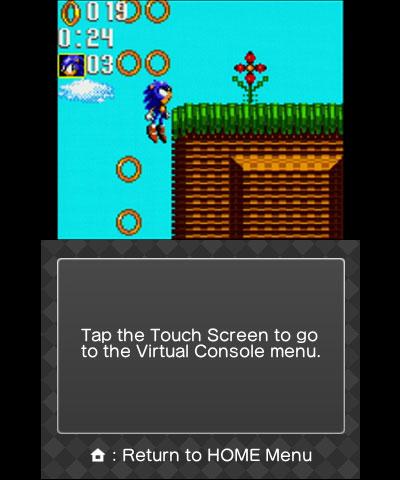 019
0:24
03
Tap the Touch Screen to go
to the Virtual Console menu.
: Return to HOME Menu